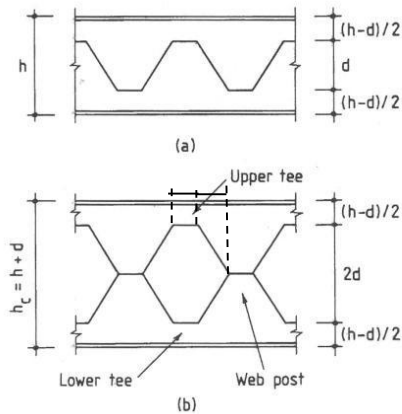 (h-d)/2
h
d
(h-d)/2
(a)
Upper tee
(h-d)/2
h_c = h + d
2d
(h-d)/2
Lower tee
Web post
(b)